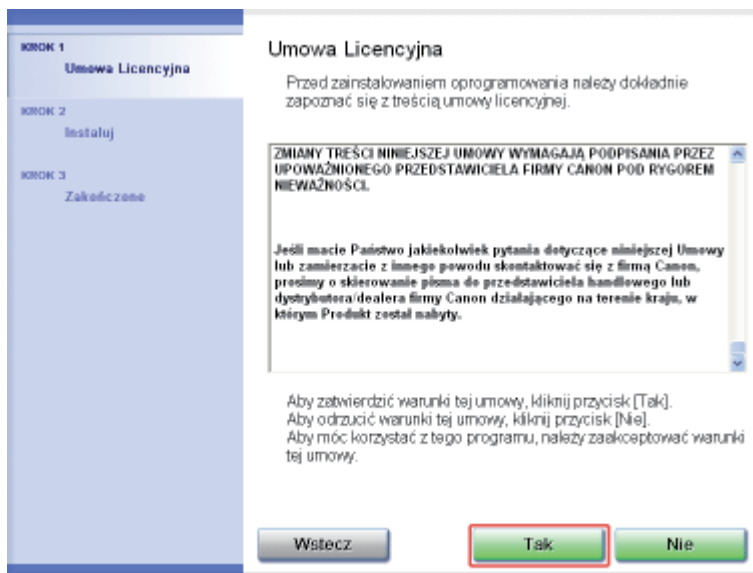 KROK 1
Umowa Licencyjna
KROK 2
Instaluj
KROK 3
Zakończone
Umowa Licencyjna
Przed zainstalowaniem oprogramowania należy dokładnie
zapoznać się z treścią umowy licencyjnej.
ZMIANY TREŚCI NINIEJSZEJ UMOWY WYMAGAJĄ PODPISANIA PRZEZ
UPOWAŻNIONEGO PRZEDSTAWICIELA FIRMY CANON POD RYGOREM
NIEWAŻNOŚCI.
Jeśli macie Państwo jakiekolwiek pytania dotyczące niniejszej Umowy
lub zamierzacie z innego powodu skontaktować się z firmą Canon,
prosimy o skierowanie pisma do przedstawiciela handlowego lub
dystrybutora/dealera firmy Canon działającego na terenie kraju, w
którym Produkt został nabyty.
Aby zatwierdzić warunki tej umowy, kliknij przycisk [Tak].
Aby odrzucić warunki tej umowy, kliknij przycisk [Nie].
Aby móc korzystać z tego programu, należy zaakceptować warunki
tej umowy.
Wstecz
Tak
Nie